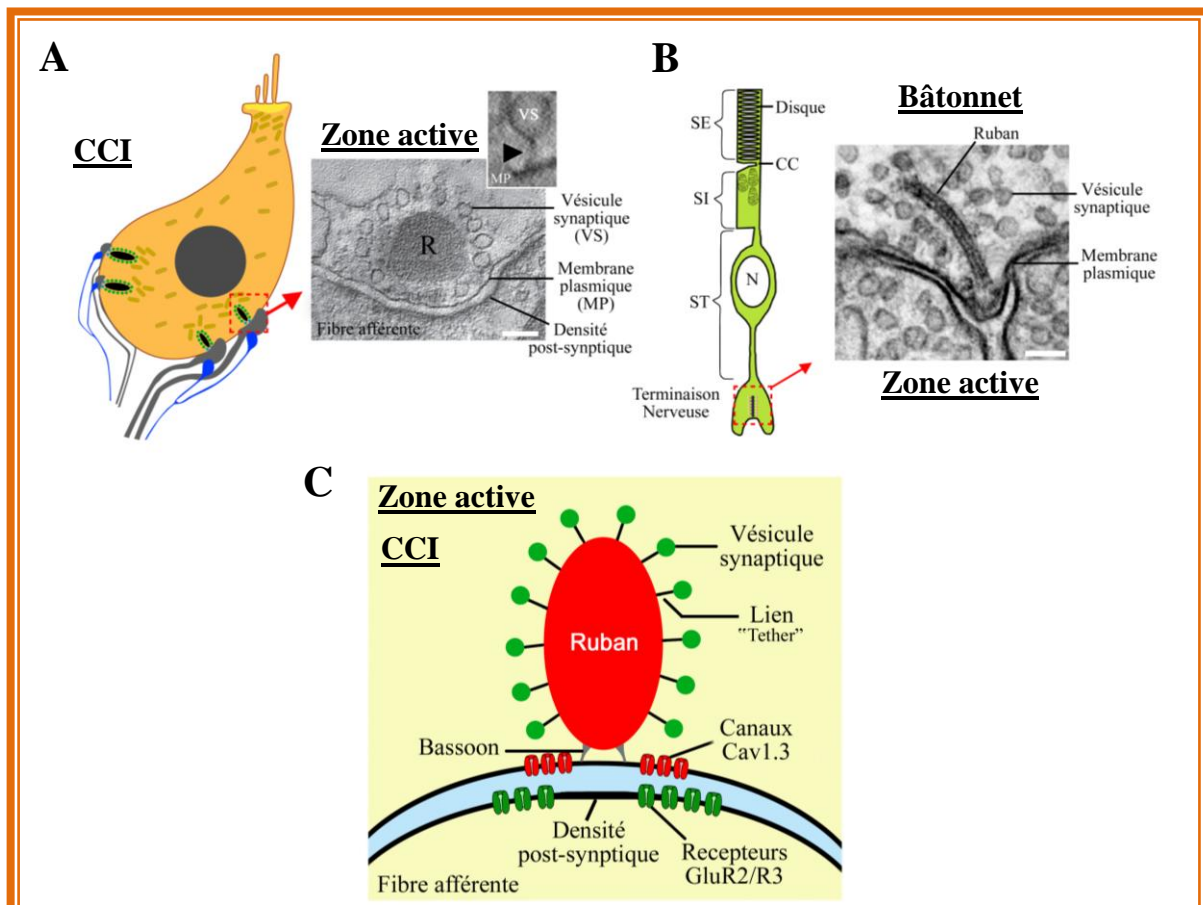 A
CCI
Zone active
VS
MP
R
Vésicule
synaptique
(VS)
Membrane
plasmique
(MP)
Densité
post-synptique
Fibre afférente
B
SE
Disque
CC
SI
ST
N
Terminaison
Nerveuse
Bâtonnet
Ruban
Vésicule
synaptique
Membrane
plasmique
Zone active
C
Zone active
CCI
Vésicule
synaptique
Lien
"Tether"
Ruban
Bassoon
Canaux
Cav1.3
Densité
post-synptique
Recepteurs
GluR2/R3
Fibre afférente